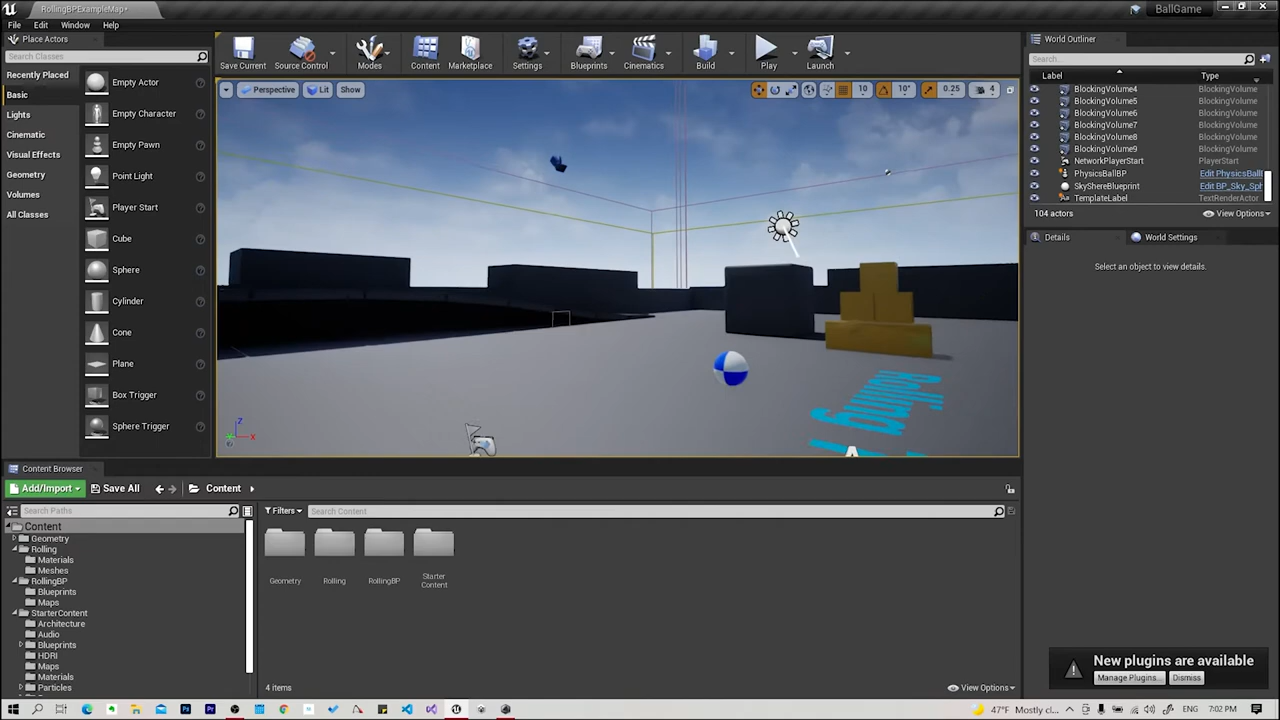 RollingBPExampleMap*
BallGame
File Edit Window Help
Place Actors
Search Classes
Recently Placed
Basic
Lights
Cinematic
Visual Effects
Geometry
Volumes
All Classes
Empty Actor
Empty Character
Empty Pawn
Point Light
Player Start
Cube
Sphere
Cylinder
Cone
Plane
Box Trigger
Sphere Trigger
Save Current Source Control Modes Content Marketplace Settings Blueprints Cinematics Build Play Launch
Perspective Lit Show
10 10° 0.25 4
World Outliner
Search
Label Type
BlockingVolume4 BlockingVolume
BlockingVolume5 BlockingVolume
BlockingVolume6 BlockingVolume
BlockingVolume7 BlockingVolume
BlockingVolume8 BlockingVolume
BlockingVolume9 BlockingVolume
NetworkPlayerStart PlayerStart
PhysicsBallBP Edit PhysicsBall
SkyShereBlueprint Edit BP_Sky_Sph
TemplateLabel TextRenderActor
104 actors View Options
Details World Settings
Select an object to view details.
Content Browser
Add/Import Save All Content
Search Paths
Filters Search Content
Content
Geometry
Rolling
Materials
Meshes
RollingBP
Blueprints
Maps
StarterContent
Architecture
Audio
Blueprints
HDRI
Maps
Materials
Particles
Geometry Rolling RollingBP Starter
Content
4 items View Options
New plugins are available
Manage Plugins... Dismiss
47°F Mostly cl... 7:02 PM